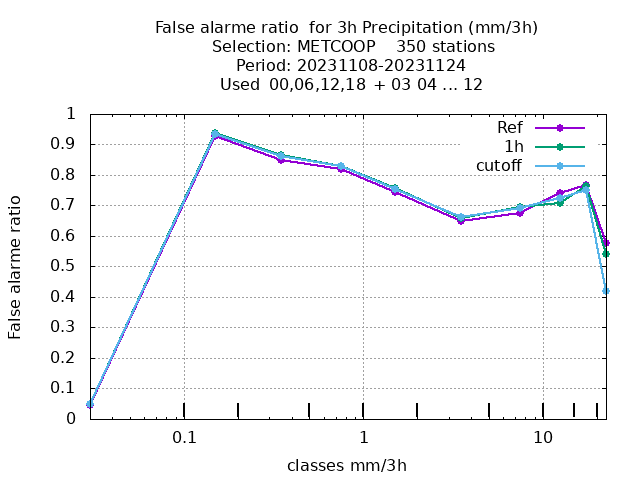 False alarme ratio  for 3h Precipitation (mm/3h)
Selection: METCOOP    350 stations
Period: 20231108-20231124
Used  00,06,12,18  + 03 04 ... 12
Ref
1h
cutoff
1
0.9
0.8
0.7
0.6
0.5
0.4
0.3
0.2
0.1
0
False alarme ratio
0.1 1 10
classes mm/3h